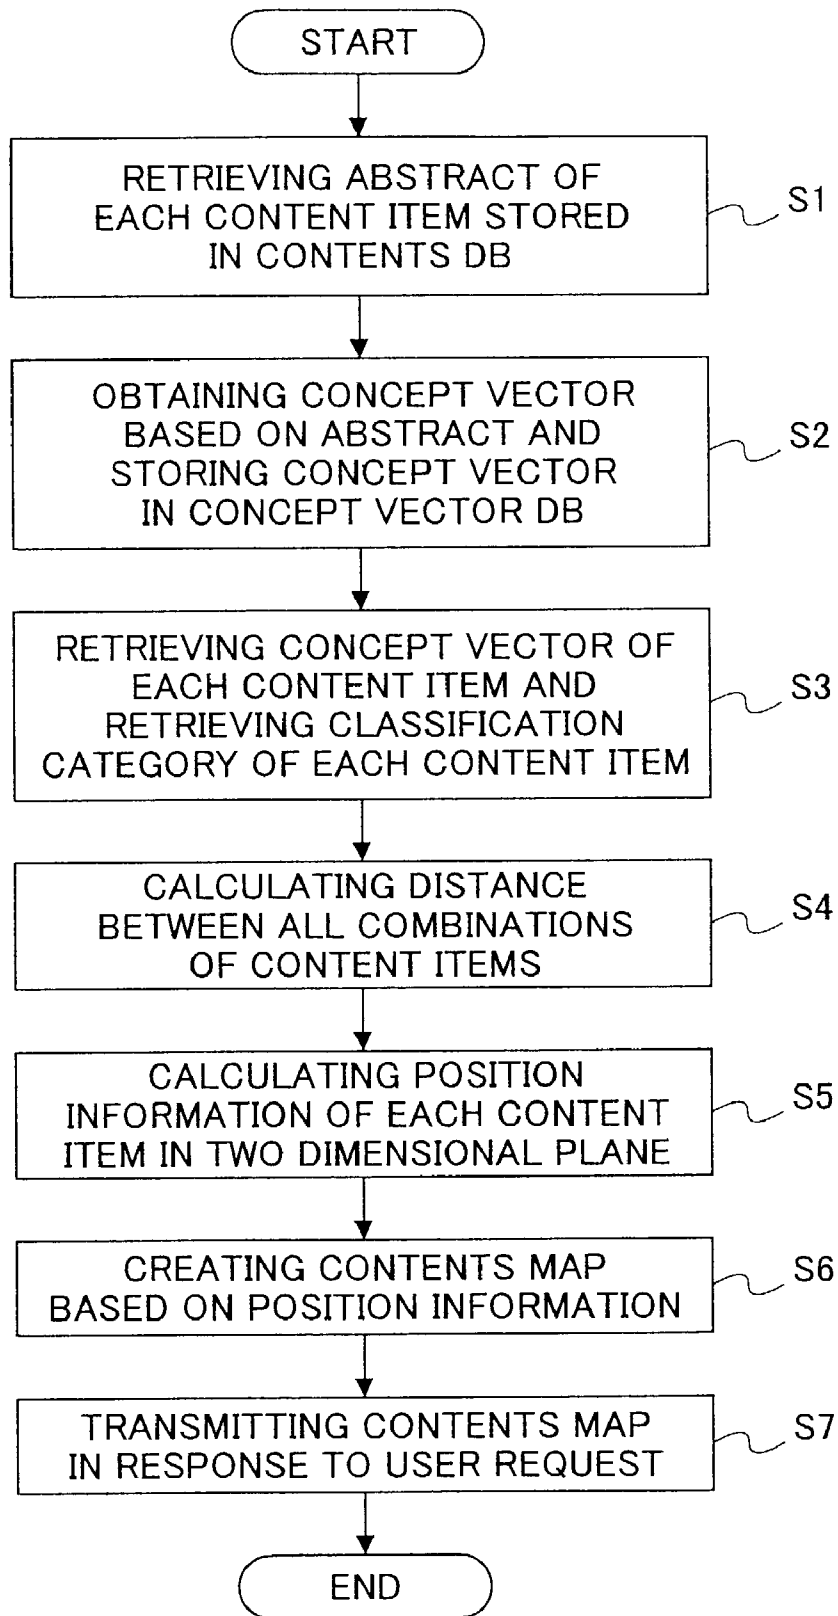 START
RETRIEVING ABSTRACT OF
EACH CONTENT ITEM STORED
IN CONTENTS DB
S1
OBTAINING CONCEPT VECTOR
BASED ON ABSTRACT AND
STORING CONCEPT VECTOR
IN CONCEPT VECTOR DB
S2
RETRIEVING CONCEPT VECTOR OF
EACH CONTENT ITEM AND
RETRIEVING CLASSIFICATION
CATEGORY OF EACH CONTENT ITEM
S3
CALCULATING DISTANCE
BETWEEN ALL COMBINATIONS
OF CONTENT ITEMS
S4
CALCULATING POSITION
INFORMATION OF EACH CONTENT
ITEM IN TWO DIMENSIONAL PLANE
S5
CREATING CONTENTS MAP
BASED ON POSITION INFORMATION
S6
TRANSMITTING CONTENTS MAP
IN RESPONSE TO USER REQUEST
S7
END